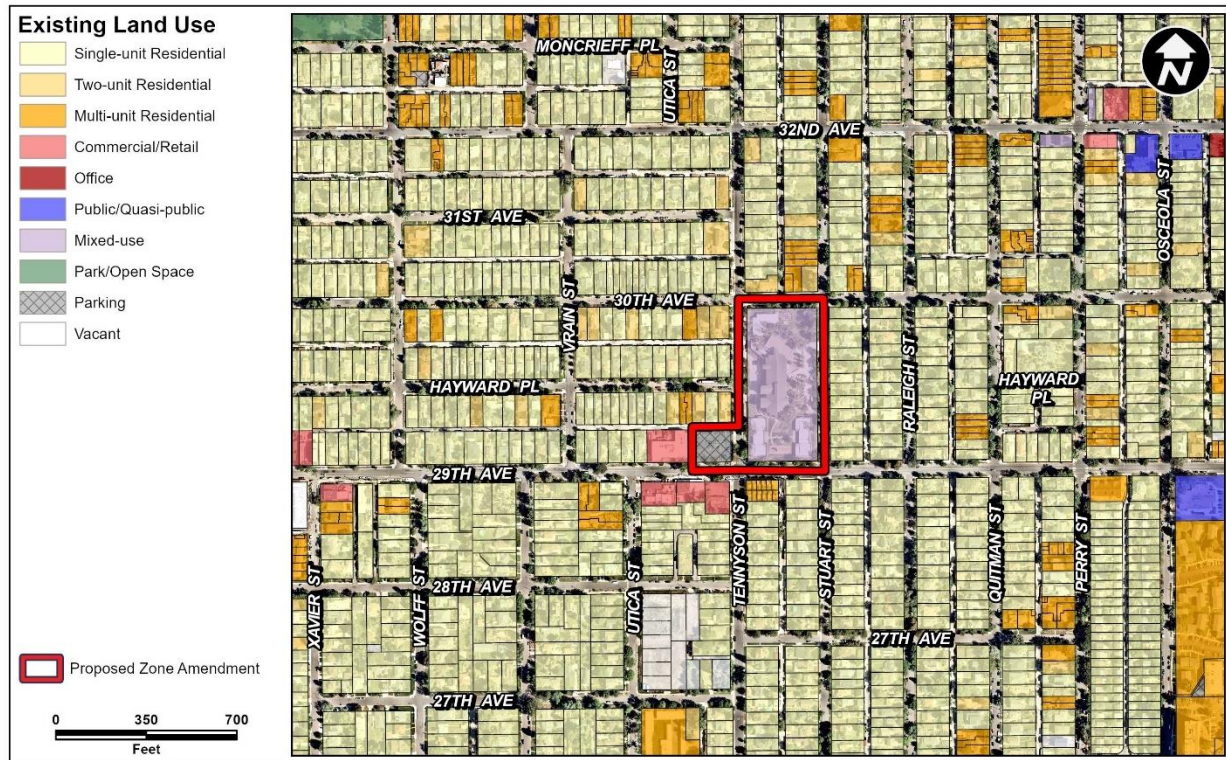 Existing Land Use
Single-unit Residential
Two-unit Residential
Multi-unit Residential
Commercial/Retail
Office
Public/Quasi-public
Mixed-use
Park/Open Space
Parking
Vacant
Proposed Zone Amendment
0 350 700
Feet
N
MONCRIEFF PL
UTICA ST
32ND AVE
31ST AVE
OSCEOLA ST
30TH AVE
VRAIN ST
RALEIGH ST
HAYWARD PL
HAYWARD
PL
29TH AVE
TENNYSON ST
STUART ST
QUITMAN ST
PERRY ST
XAVIER ST
WOLFF ST
28TH AVE
UTICA ST
27TH AVE
27TH AVE